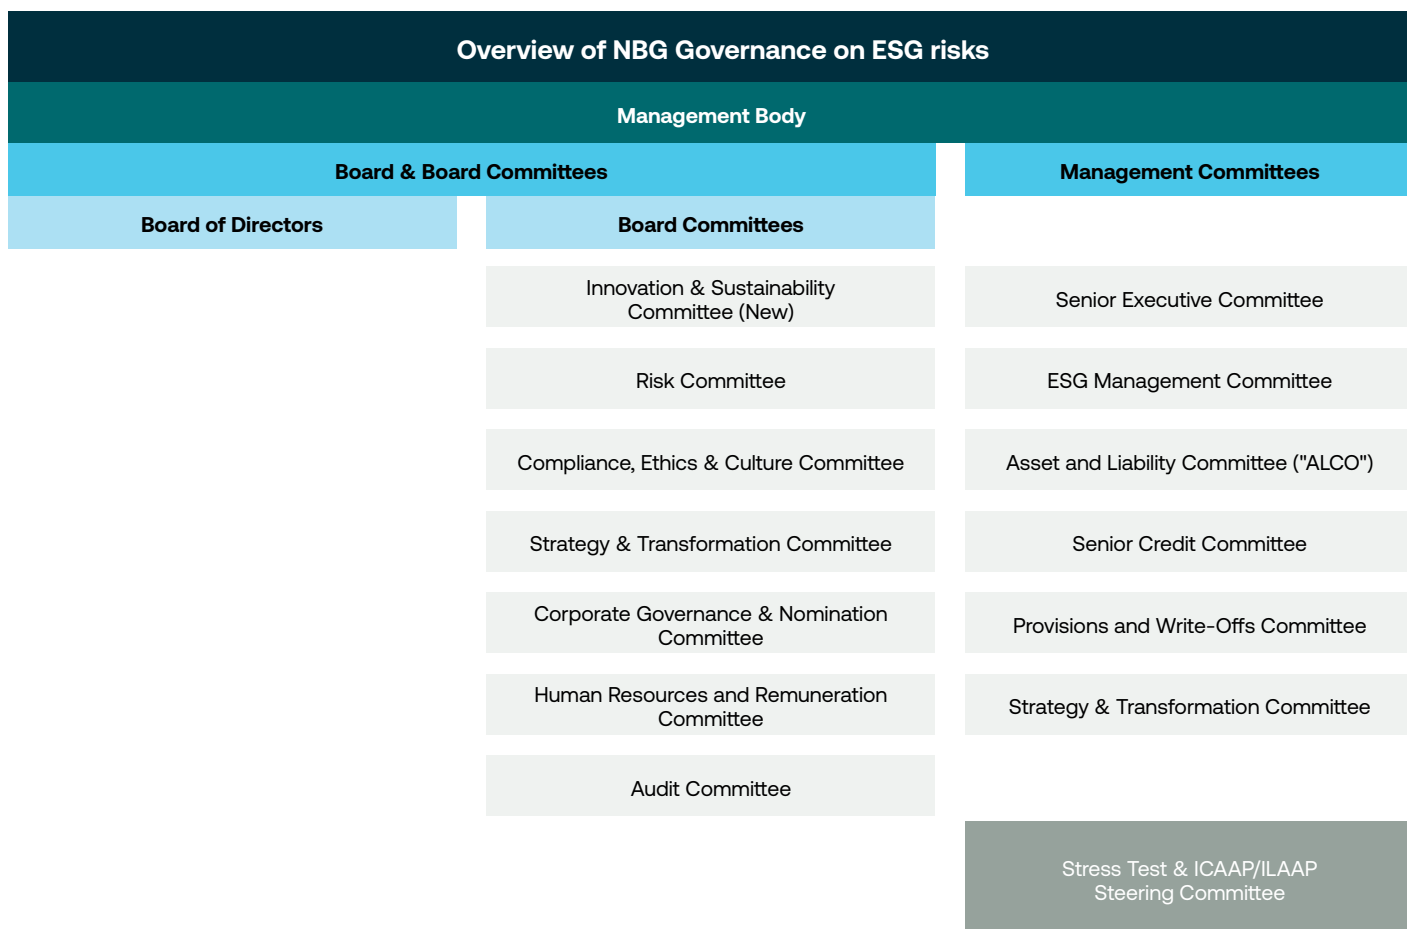 Overview of NBG Governance on ESG risks
Management Body
Board & Board Committees
Management Committees
Board of Directors
Board Committees
Innovation & Sustainability
Committee (New)
Senior Executive Committee
Risk Committee
ESG Management Committee
Compliance, Ethics & Culture Committee
Asset and Liability Committee ("ALCO")
Strategy & Transformation Committee
Senior Credit Committee
Corporate Governance & Nomination
Committee
Provisions and Write-Offs Committee
Human Resources and Remuneration
Committee
Strategy & Transformation Committee
Audit Committee
Stress Test & ICAAP/ILAAP
Steering Committee